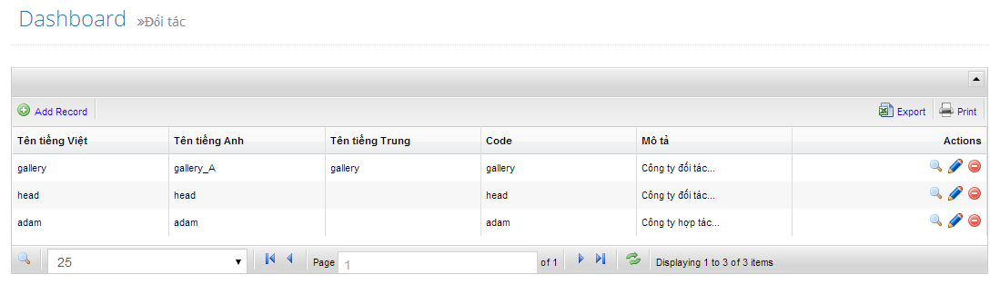 Dashboard »Đối tác
Add Record Export Print
Tên tiếng Việt Tên tiếng Anh Tên tiếng Trung Code Mô tả Actions
gallery gallery_A gallery gallery Công ty đối tác...
head head head Công ty đối tác...
adam adam adam Công ty hợp tác...
25 Page 1 of 1 Displaying 1 to 3 of 3 items